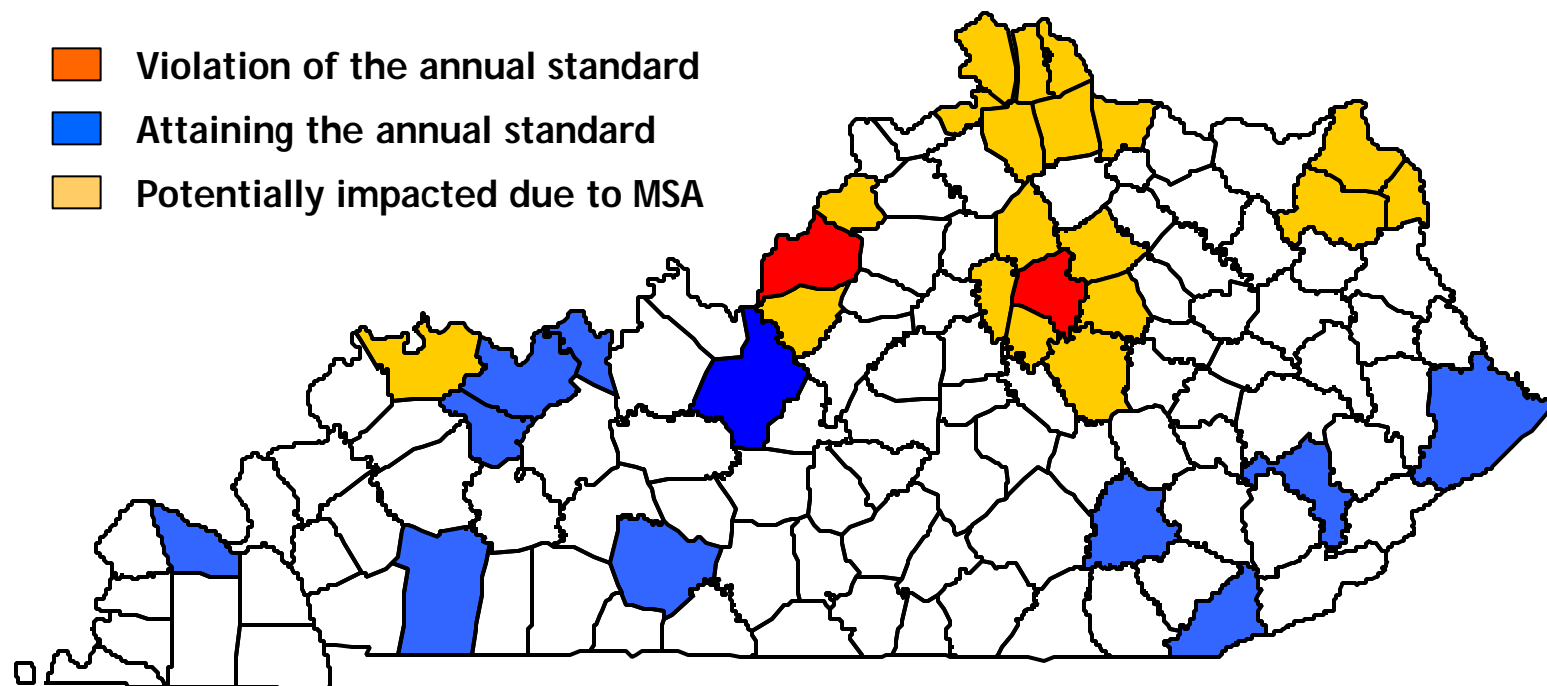 Violation of the annual standard
Attaining the annual standard
Potentially impacted due to MSA